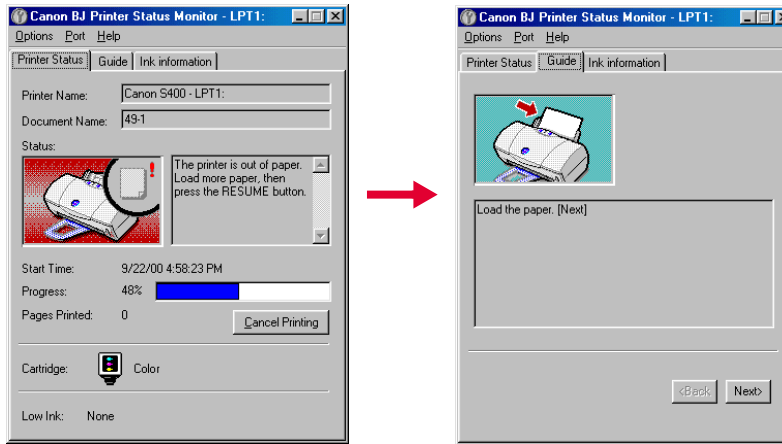 Canon BJ Printer Status Monitor - LPT1:
Options Port Help
Printer Status Guide Ink information
Printer Name: Canon S400 - LPT1:
Document Name: 49-1
Status:
The printer is out of paper.
Load more paper, then
press the RESUME button.
Start Time: 9/22/00 4:58:23 PM
Progress: 48%
Pages Printed: 0
Cancel Printing
Cartridge: Color
Low Ink: None
Canon BJ Printer Status Monitor - LPT1:
Options Port Help
Printer Status Guide Ink information
Load the paper. [Next]
<Back Next>